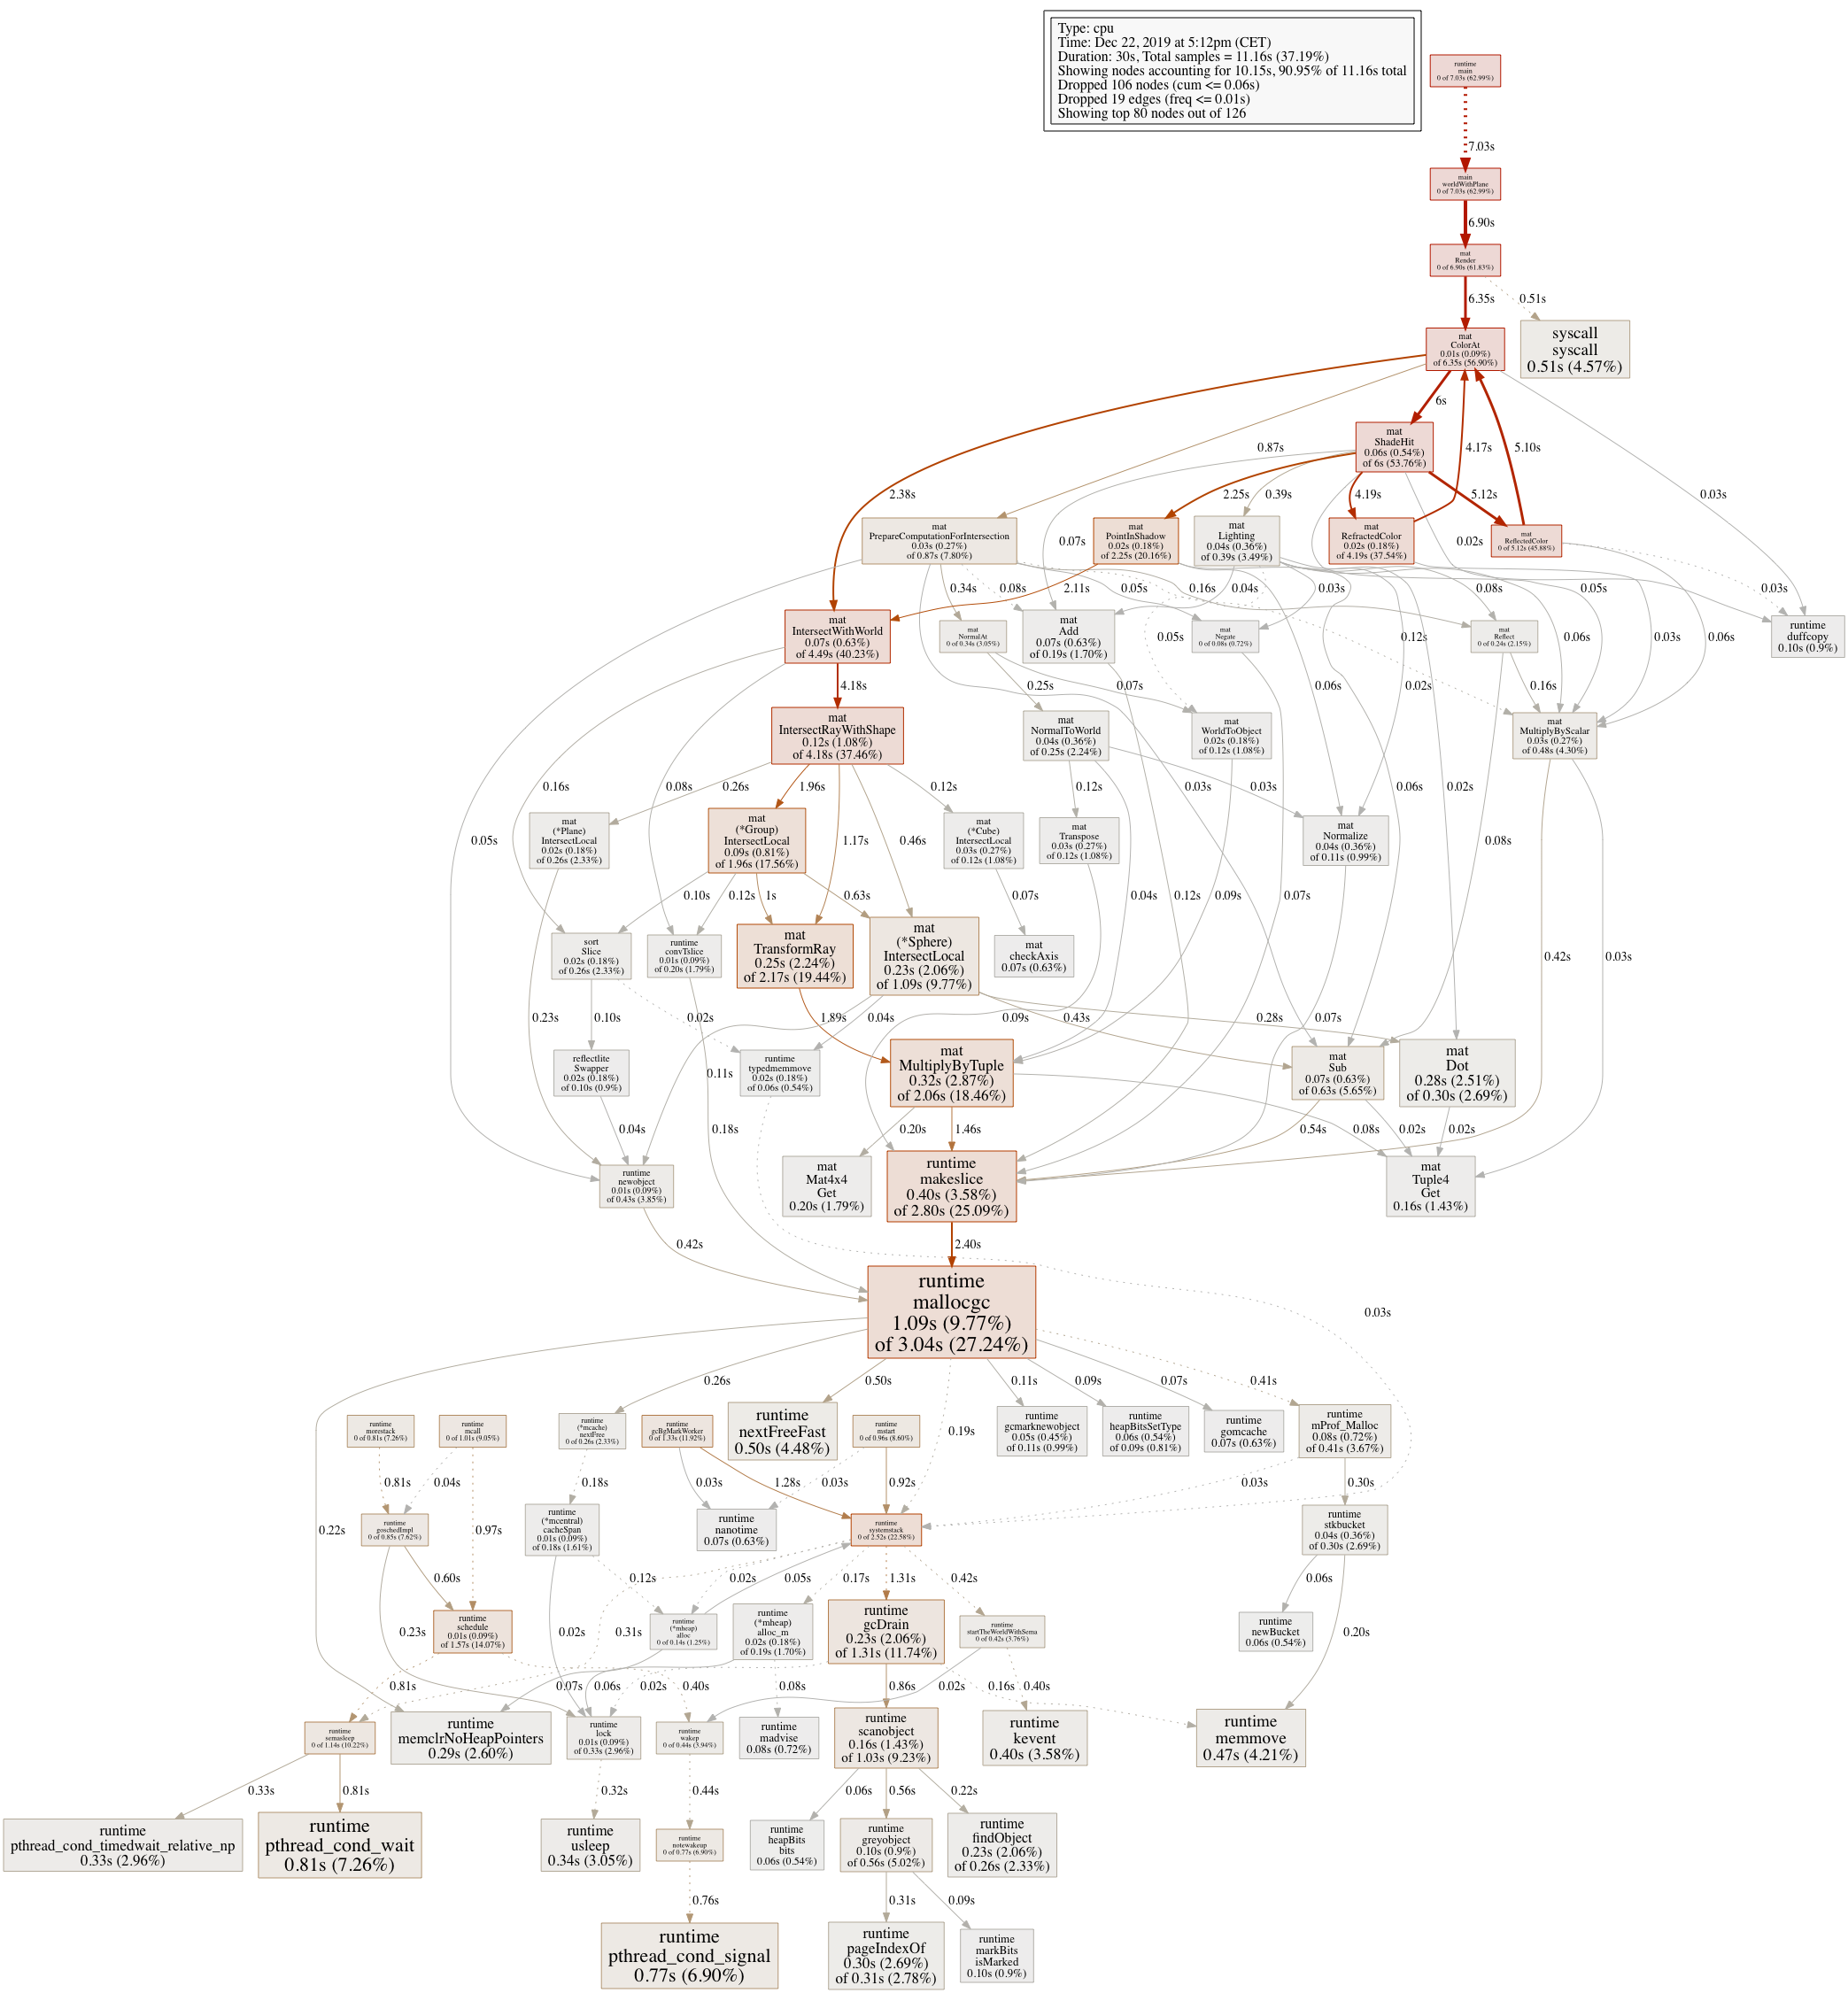 Type: cpu
Time: Dec 22, 2019 at 5:12pm (CET)
Duration: 30s, Total samples = 11.16s (37.19%)
Showing nodes accounting for 10.15s, 90.95% of 11.16s total
Dropped 106 nodes (cum <= 0.06s)
Dropped 19 edges (freq <= 0.01s)
Showing top 80 nodes out of 126
runtime
main
0 of 7.03s (62.99%)
7.03s
main
worldWithPlane
0 of 7.03s (62.99%)
6.90s
mat
Render
0 of 6.90s (61.83%)
6.35s
0.51s
mat
ColorAt
0.01s (0.09%)
of 6.35s (56.90%)
syscall
syscall
0.51s (4.57%)
6s
mat
ShadeHit
0.06s (0.54%)
of 6s (53.76%)
0.87s
4.17s
5.10s
2.38s
2.25s
0.39s
4.19s
5.12s
0.03s
mat
PrepareComputationForIntersection
0.03s (0.27%)
of 0.87s (7.80%)
mat
PointInShadow
0.02s (0.18%)
of 2.25s (20.16%)
mat
Lighting
0.04s (0.36%)
of 0.39s (3.49%)
mat
RefractedColor
0.02s (0.18%)
of 4.19s (37.54%)
mat
ReflectedColor
0 of 5.12s (45.88%)
0.07s
0.02s
0.34s
0.08s
2.11s
0.05s
0.16s
0.04s
0.03s
0.08s
0.05s
0.03s
mat
IntersectWithWorld
0.07s (0.63%)
of 4.49s (40.23%)
mat
NormalAt
0 of 0.34s (3.05%)
mat
Add
0.07s (0.63%)
of 0.19s (1.70%)
mat
Negate
0 of 0.08s (0.72%)
mat
Reflect
0 of 0.24s (2.15%)
runtime
duffcopy
0.10s (0.9%)
0.05s
0.12s
0.06s
0.03s
0.06s
4.18s
0.25s
0.07s
0.06s
0.02s
0.16s
mat
IntersectRayWithShape
0.12s (1.08%)
of 4.18s (37.46%)
mat
NormalToWorld
0.04s (0.36%)
of 0.25s (2.24%)
mat
WorldToObject
0.02s (0.18%)
of 0.12s (1.08%)
mat
MultiplyByScalar
0.03s (0.27%)
of 0.48s (4.30%)
0.16s
0.08s
0.26s
1.96s
0.12s
0.12s
0.03s
0.03s
0.06s
0.02s
mat
(*Plane)
IntersectLocal
0.02s (0.18%)
of 0.26s (2.33%)
mat
(*Group)
IntersectLocal
0.09s (0.81%)
of 1.96s (17.56%)
mat
(*Cube)
IntersectLocal
0.03s (0.27%)
of 0.12s (1.08%)
mat
Transpose
0.03s (0.27%)
of 0.12s (1.08%)
mat
Normalize
0.04s (0.36%)
of 0.11s (0.99%)
0.05s
1.17s
0.46s
0.08s
0.10s
0.12s
1s
0.63s
0.07s
0.04s
0.12s
0.09s
0.07s
sort
Slice
0.02s (0.18%)
of 0.26s (2.33%)
runtime
convTslice
0.01s (0.09%)
of 0.20s (1.79%)
mat
TransformRay
0.25s (2.24%)
of 2.17s (19.44%)
mat
(*Sphere)
IntersectLocal
0.23s (2.06%)
of 1.09s (9.77%)
mat
checkAxis
0.07s (0.63%)
0.42s
0.03s
0.23s
0.10s
0.02s
1.89s
0.04s
0.09s
0.43s
0.28s
0.07s
reflectlite
Swapper
0.02s (0.18%)
of 0.10s (0.9%)
0.11s
runtime
typedmemmove
0.02s (0.18%)
of 0.06s (0.54%)
mat
MultiplyByTuple
0.32s (2.87%)
of 2.06s (18.46%)
mat
Sub
0.07s (0.63%)
of 0.63s (5.65%)
mat
Dot
0.28s (2.51%)
of 0.30s (2.69%)
0.04s
0.18s
0.20s
1.46s
0.54s
0.08s
0.02s
0.02s
runtime
newobject
0.01s (0.09%)
of 0.43s (3.85%)
mat
Mat4x4
Get
0.20s (1.79%)
runtime
makeslice
0.40s (3.58%)
of 2.80s (25.09%)
mat
Tuple4
Get
0.16s (1.43%)
0.42s
2.40s
runtime
mallocgc
1.09s (9.77%)
of 3.04s (27.24%)
0.03s
0.26s
0.50s
0.11s
0.09s
0.07s
0.41s
runtime
morestack
0 of 0.81s (7.26%)
runtime
mcall
0 of 1.01s (9.05%)
runtime
(*mcache)
nextFree
0 of 0.26s (2.33%)
runtime
gcBgMarkWorker
0 of 1.33s (11.92%)
runtime
nextFreeFast
0.50s (4.48%)
runtime
mstart
0 of 0.96s (8.60%)
0.19s
runtime
gcmarknewobject
0.05s (0.45%)
of 0.11s (0.99%)
runtime
heapBitsSetType
0.06s (0.54%)
of 0.09s (0.81%)
runtime
gomcache
0.07s (0.63%)
runtime
mProf_Malloc
0.08s (0.72%)
of 0.41s (3.67%)
0.81s
0.04s
0.18s
0.03s
1.28s
0.03s
0.92s
0.03s
0.30s
0.22s
runtime
goschedImpl
0 of 0.85s (7.62%)
0.97s
runtime
(*mcentral)
cacheSpan
0.01s (0.09%)
of 0.18s (1.61%)
runtime
nanotime
0.07s (0.63%)
runtime
systemstack
0 of 2.52s (22.58%)
runtime
stkbucket
0.04s (0.36%)
of 0.30s (2.69%)
0.60s
0.12s
0.02s
0.05s
0.17s
1.31s
0.42s
0.06s
runtime
schedule
0.01s (0.09%)
of 1.57s (14.07%)
0.23s
0.02s
0.31s
runtime
(*mheap)
alloc
0 of 0.14s (1.25%)
runtime
(*mheap)
alloc_m
0.02s (0.18%)
of 0.19s (1.70%)
runtime
gcDrain
0.23s (2.06%)
of 1.31s (11.74%)
runtime
startTheWorldWithSema
0 of 0.42s (3.76%)
runtime
newBucket
0.06s (0.54%)
0.20s
0.81s
0.07s
0.06s
0.02s
0.40s
0.08s
0.86s
0.02s
0.16s
0.40s
runtime
semasleep
0 of 1.14s (10.22%)
runtime
memclrNoHeapPointers
0.29s (2.60%)
runtime
lock
0.01s (0.09%)
of 0.33s (2.96%)
runtime
wakep
0 of 0.44s (3.94%)
runtime
madvise
0.08s (0.72%)
runtime
scanobject
0.16s (1.43%)
of 1.03s (9.23%)
runtime
kevent
0.40s (3.58%)
runtime
memmove
0.47s (4.21%)
0.33s
0.81s
0.32s
0.44s
0.06s
0.56s
0.22s
runtime
pthread_cond_timedwait_relative_np
0.33s (2.96%)
runtime
pthread_cond_wait
0.81s (7.26%)
runtime
usleep
0.34s (3.05%)
runtime
notewakeup
0 of 0.77s (6.90%)
runtime
heapBits
bits
0.06s (0.54%)
runtime
greyobject
0.10s (0.9%)
of 0.56s (5.02%)
runtime
findObject
0.23s (2.06%)
of 0.26s (2.33%)
0.76s
0.31s
0.09s
runtime
pthread_cond_signal
0.77s (6.90%)
runtime
pageIndexOf
0.30s (2.69%)
of 0.31s (2.78%)
runtime
markBits
isMarked
0.10s (0.9%)